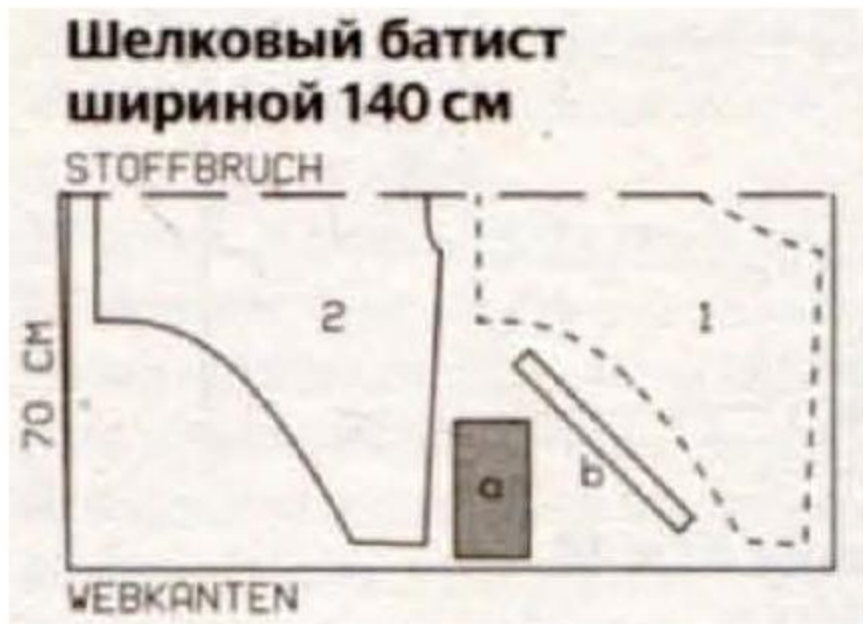 Шелковый батист
шириной 140 см
STOFFBRUCH
2
1
70 CM
a
b
WEBKANTEN